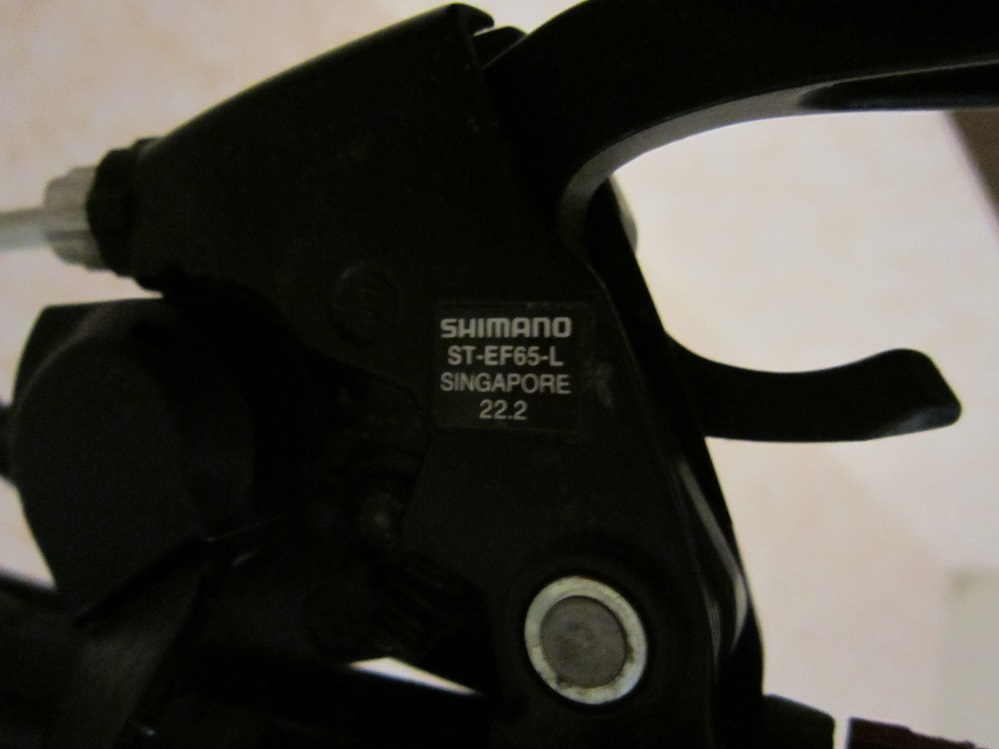 SHIMANO
ST-EF65-L
SINGAPORE
22.2